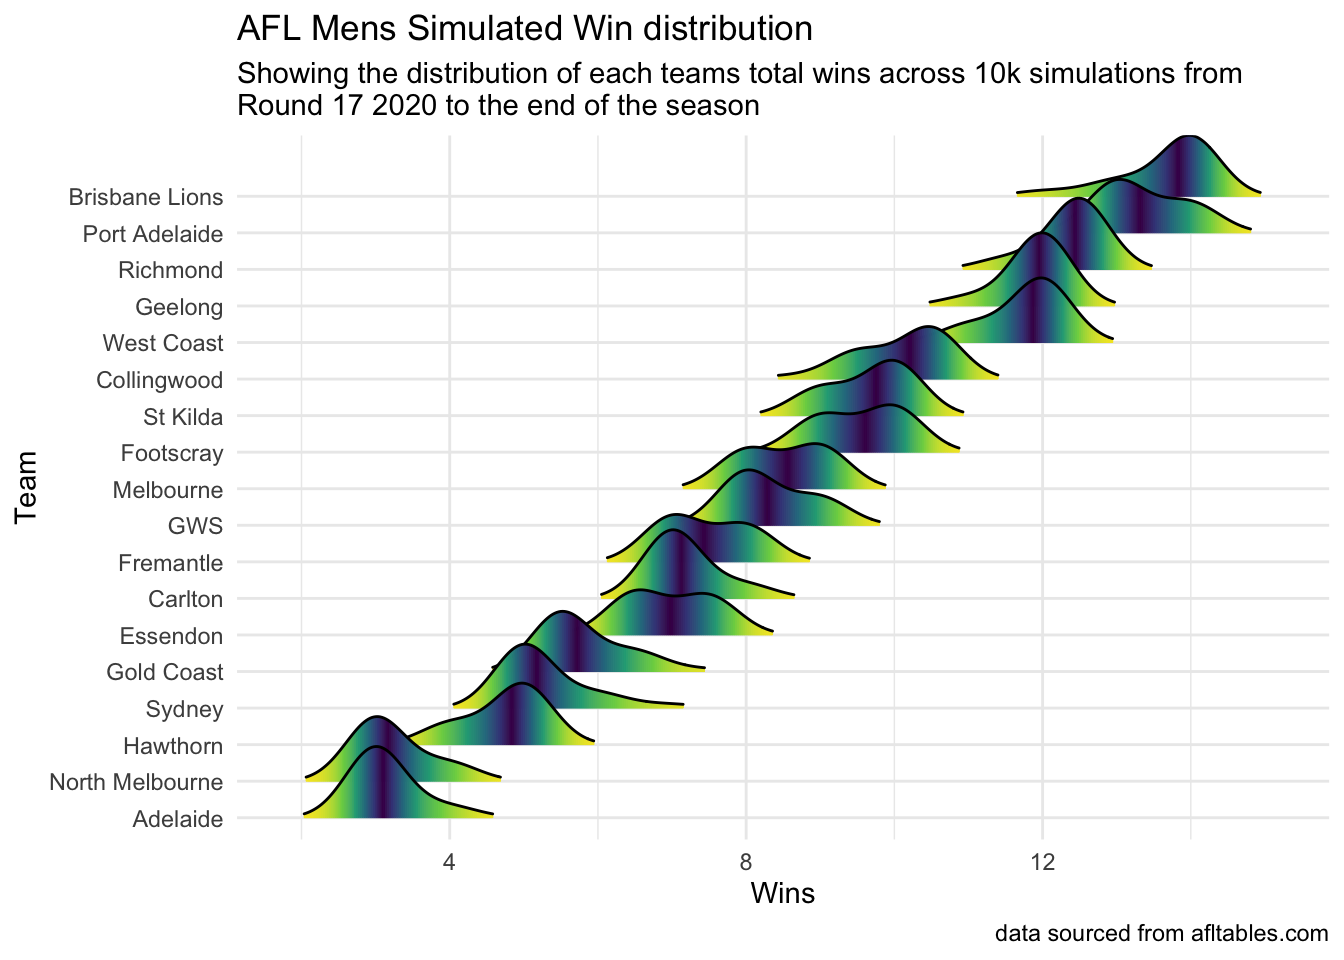 AFL Mens Simulated Win distribution
Showing the distribution of each teams total wins across 10k simulations from
Round 17 2020 to the end of the season
Team
Brisbane Lions
Port Adelaide
Richmond
Geelong
West Coast
Collingwood
St Kilda
Footscray
Melbourne
GWS
Fremantle
Carlton
Essendon
Gold Coast
Sydney
Hawthorn
North Melbourne
Adelaide
4 8 12
Wins
data sourced from afltables.com